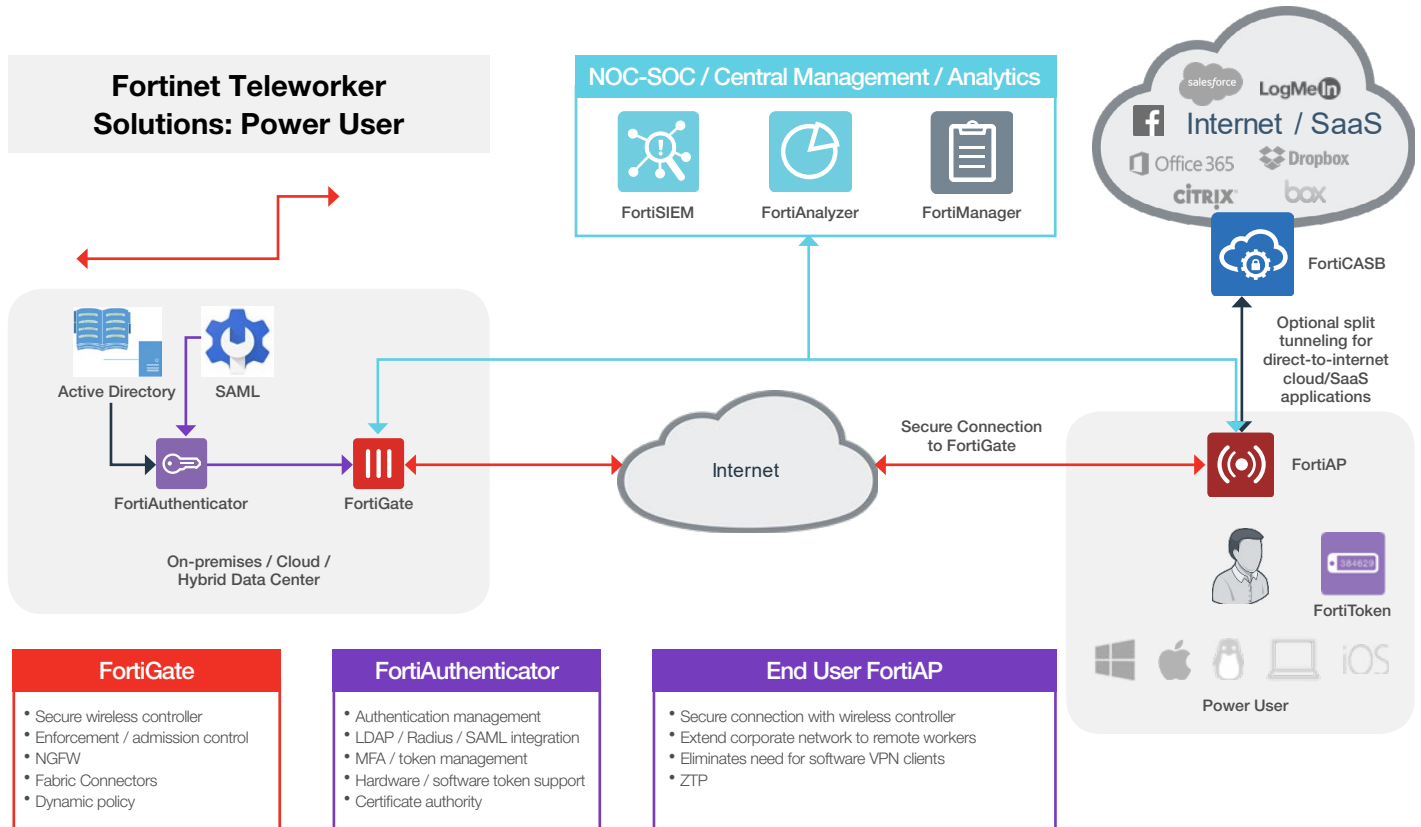 Fortinet Teleworker
Solutions: Power User
NOC-SOC / Central Management / Analytics
FortiSIEM
FortiAnalyzer
FortiManager
salesforce
LogMeIn
Internet / SaaS
Office 365
Dropbox
CITRIX
box
FortiCASB
Optional split
tunneling for
direct-to-internet
cloud/SaaS
applications
Active Directory
SAML
FortiAuthenticator
FortiGate
On-premises / Cloud /
Hybrid Data Center
Internet
Secure Connection
to FortiGate
FortiAP
384629
FortiToken
iOS
Power User
FortiGate
• Secure wireless controller
• Enforcement / admission control
• NGFW
• Fabric Connectors
• Dynamic policy
FortiAuthenticator
• Authentication management
• LDAP / Radius / SAML integration
• MFA / token management
• Hardware / software token support
• Certificate authority
End User FortiAP
• Secure connection with wireless controller
• Extend corporate network to remote workers
• Eliminates need for software VPN clients
• ZTP